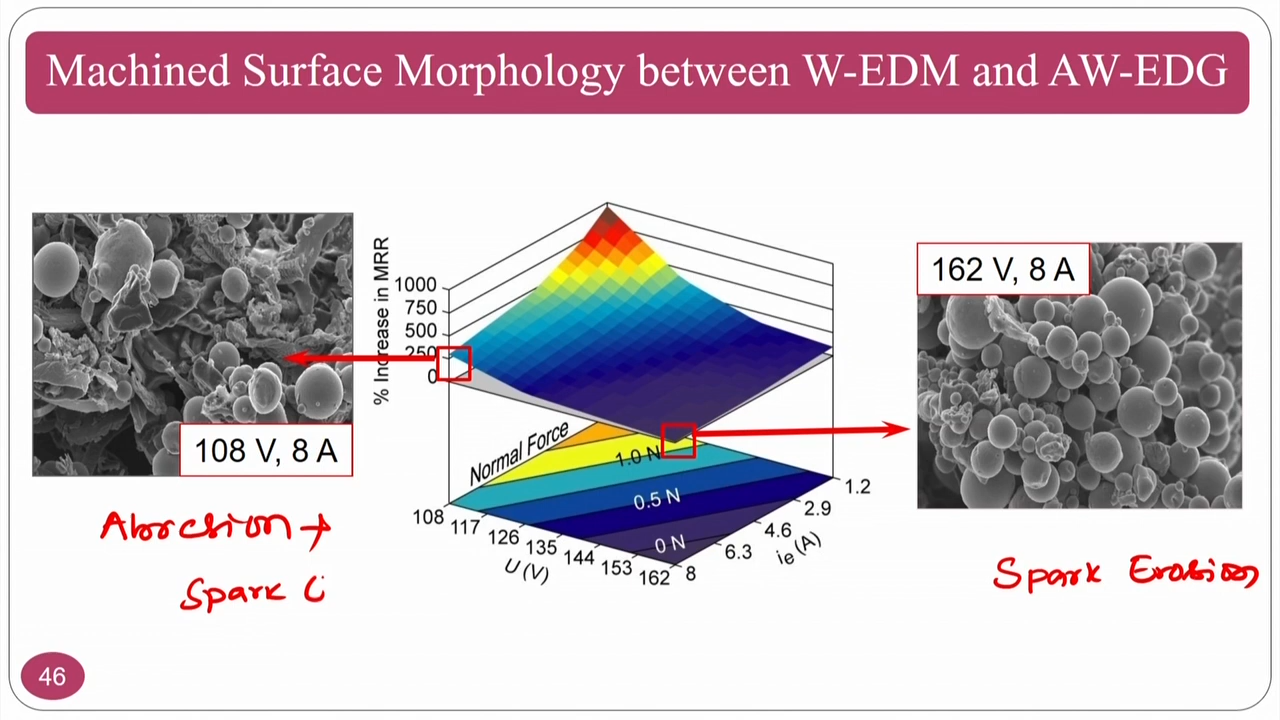 Machined Surface Morphology between W-EDM and AW-EDG
108 V, 8 A
% Increase in MRR
1000
750
500
250
0
Normal Force
1.0 N
0.5 N
0 N
108
117
126
135
144
153
162
U (V)
8
6.3
4.6
2.9
1.2
ie (A)
162 V, 8 A
Spark
Spark Erosion
46